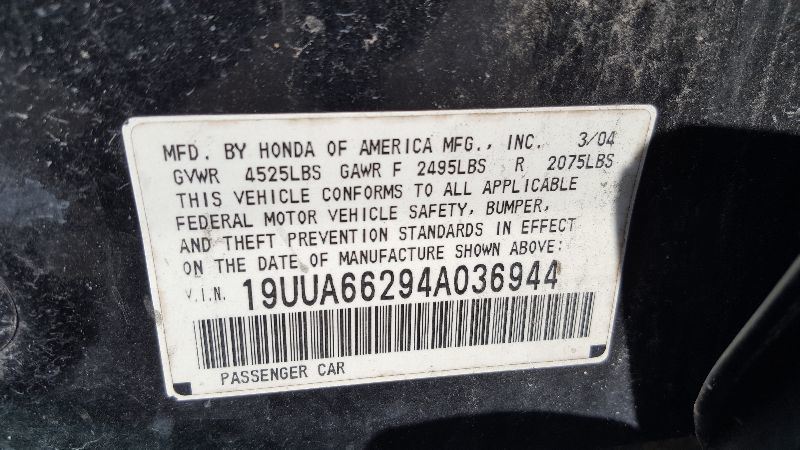 MFD. BY HONDA OF AMERICA MFG., INC. 3/04
GVWR 4525LBS GAWR F 2495LBS R 2075LBS
THIS VEHICLE CONFORMS TO ALL APPLICABLE
FEDERAL MOTOR VEHICLE SAFETY, BUMPER,
AND THEFT PREVENTION STANDARDS IN EFFECT
ON THE DATE OF MANUFACTURE SHOWN ABOVE:
V.I.N. 19UUA66294A036944
PASSENGER CAR